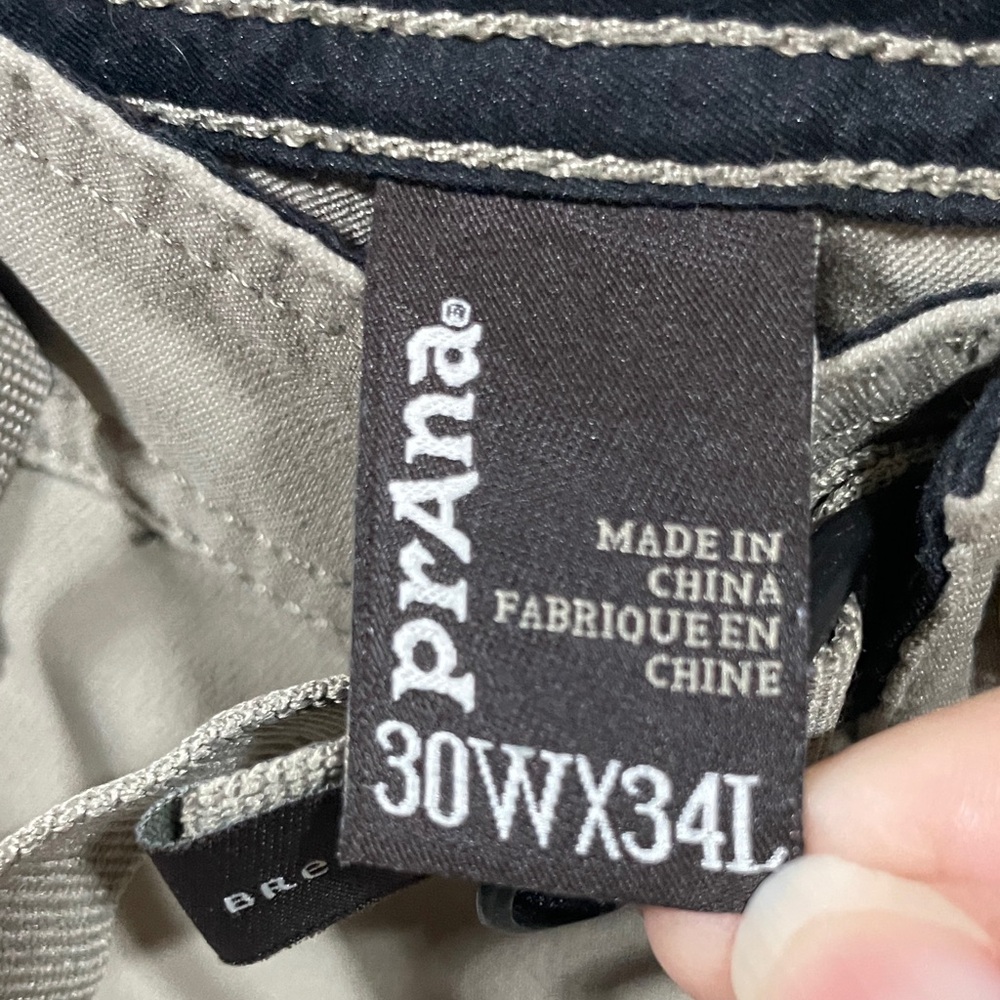 prAna®
MADE IN
CHINA
FABRIQUE EN
CHINE
30WX34L
BRe